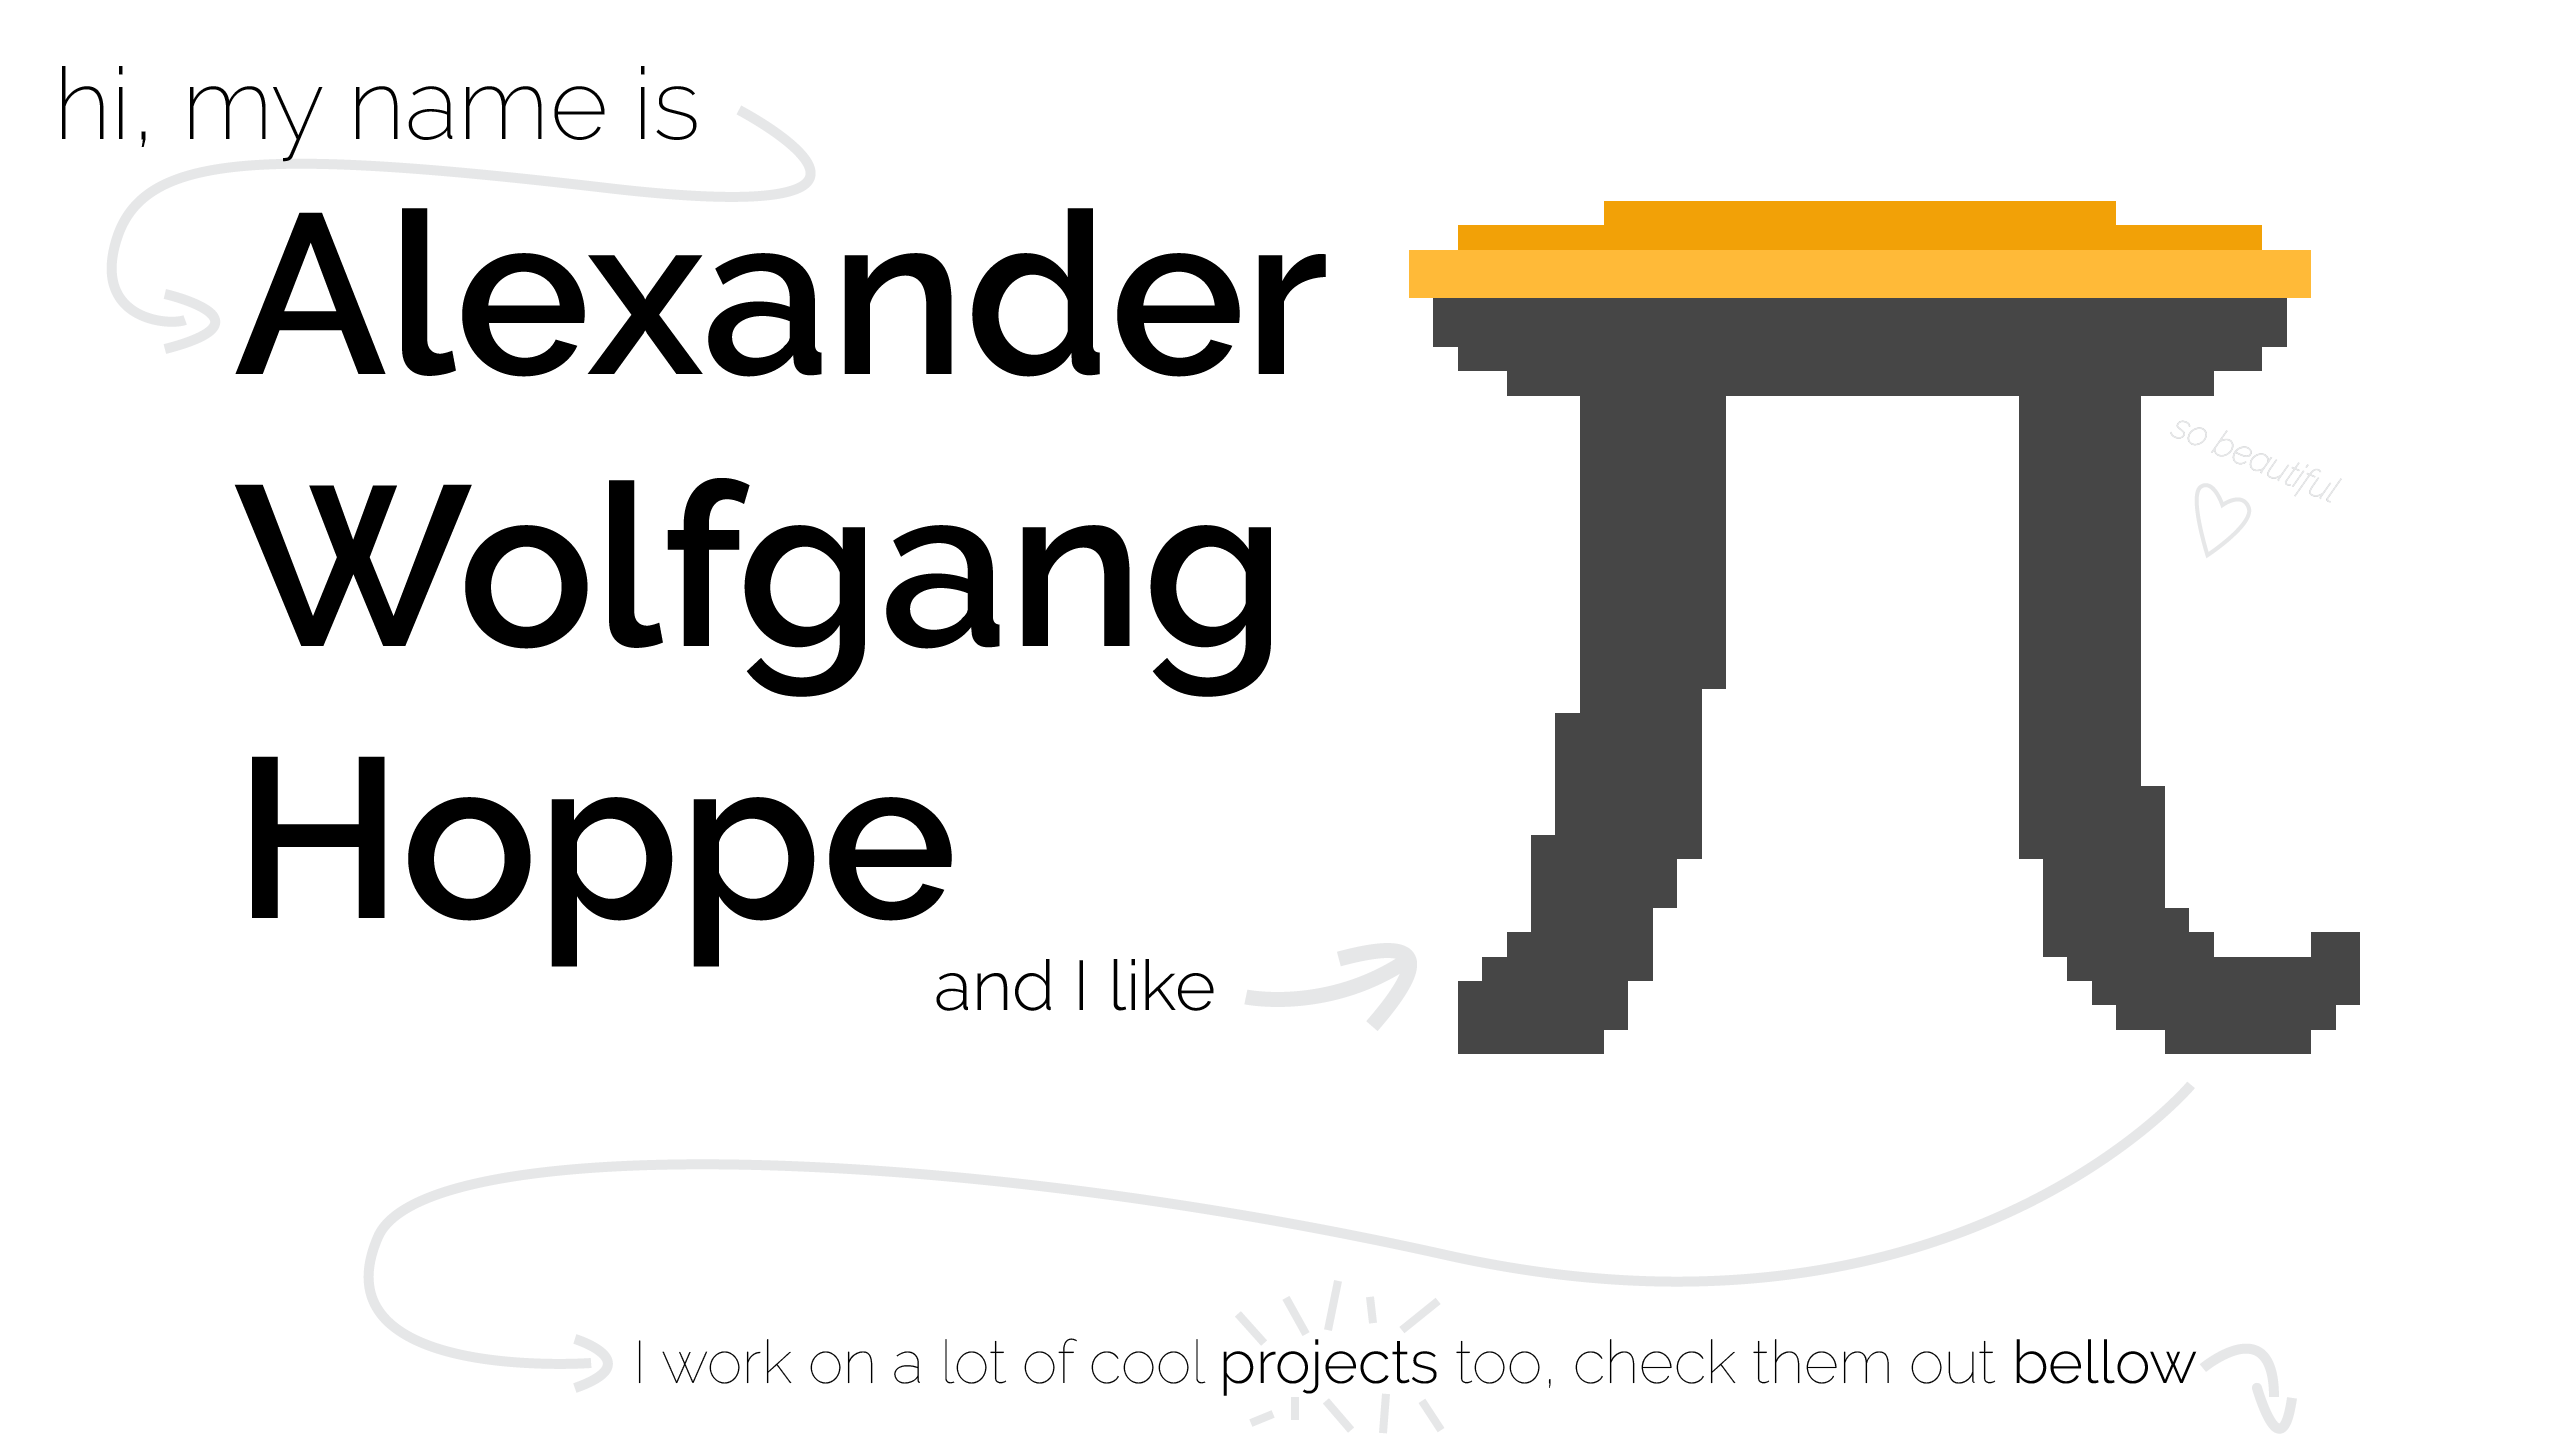 hi, my name is
Alexander
Wolfgang
Hoppe
and I like
π
so beautiful
I work on a lot of cool projects too, check them out bellow